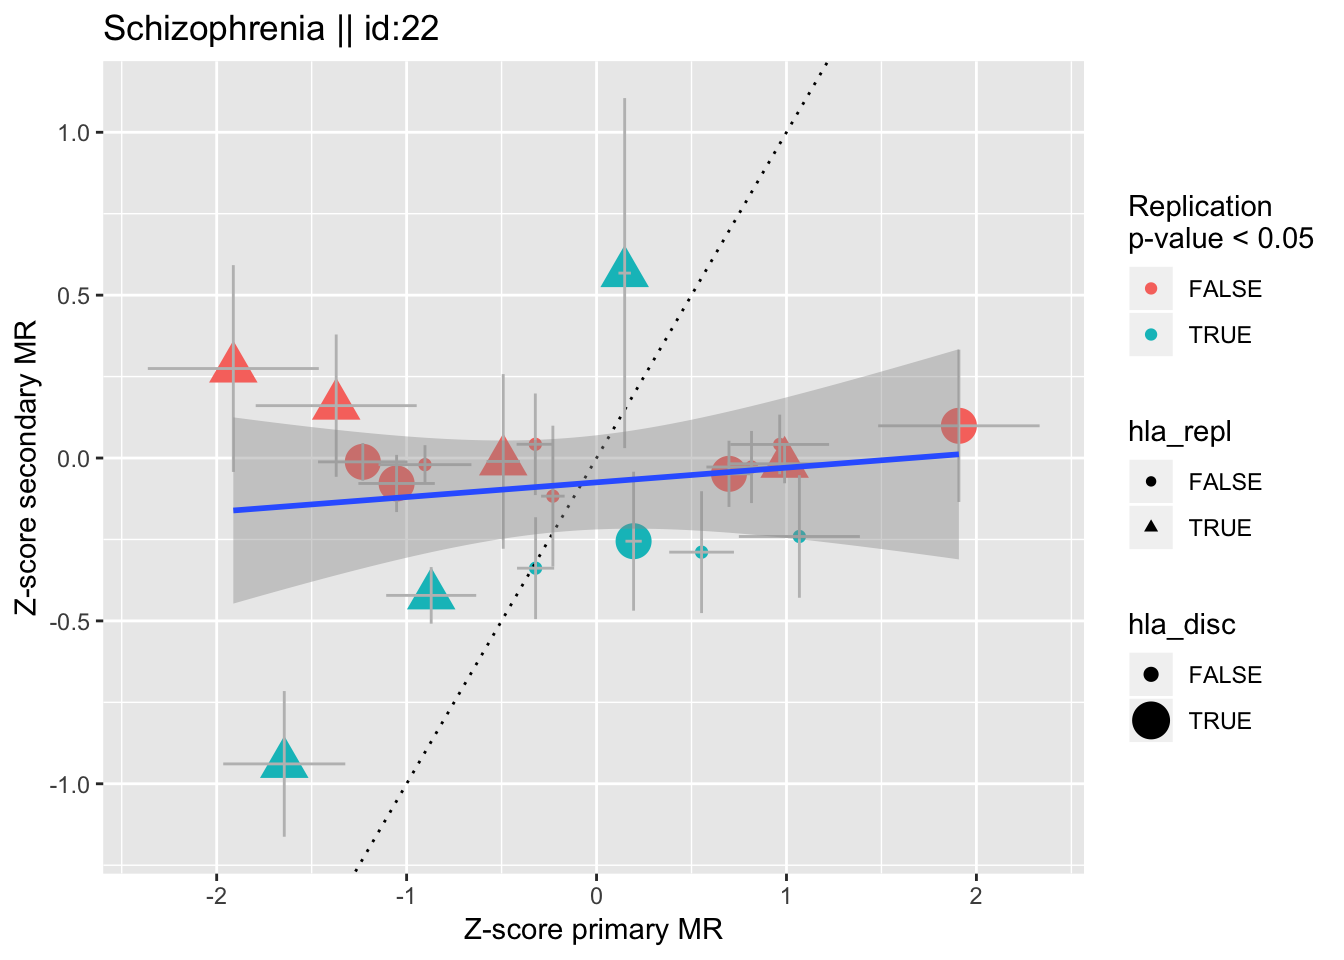 Schizophrenia || id:22
Z-score secondary MR
1.0
0.5
0.0
-0.5
-1.0
-2
-1
0
1
2
Z-score primary MR
Replication
p-value < 0.05
FALSE
TRUE
hla_repl
FALSE
TRUE
hla_disc
FALSE
TRUE